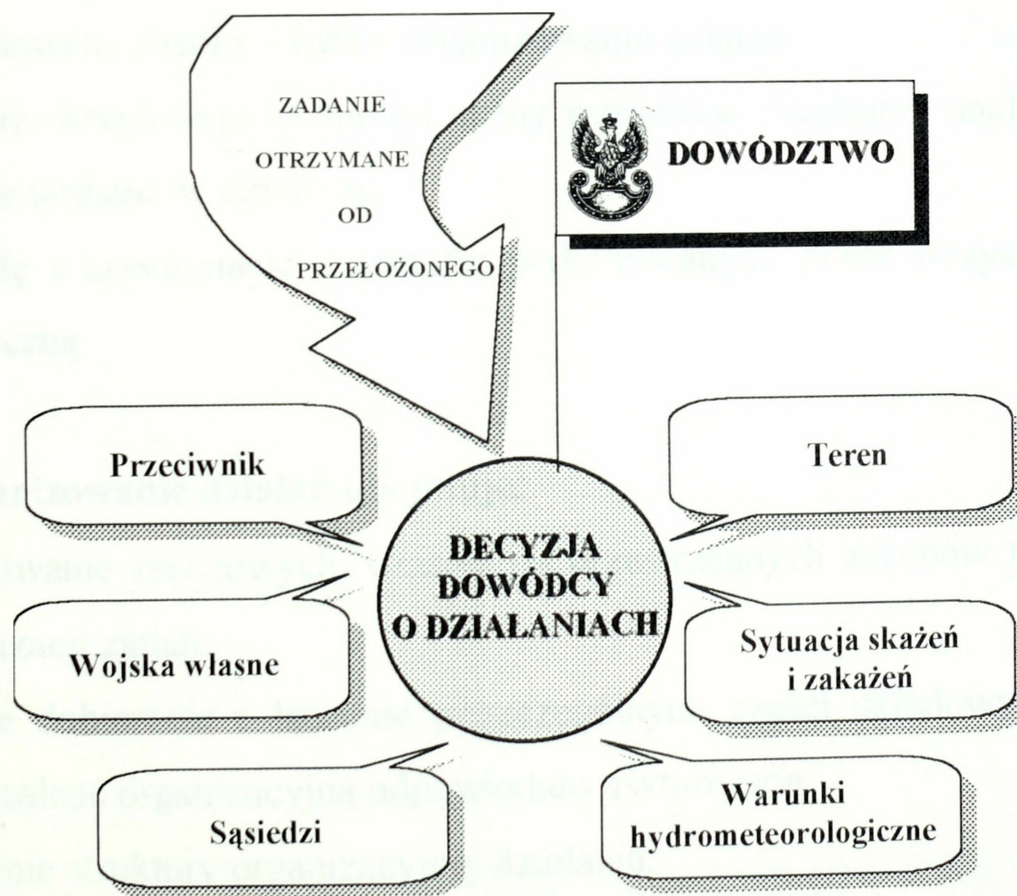 ZADANIE
OTRZYMANE
OD
PRZEŁOŻONEGO
DOWÓDZTWO
Przeciwnik
Teren
DECYZJA
DOWÓDCY
O DZIAŁANIACH
Wojska własne
Sytuacja skażeń
i zakażeń
Sąsiedzi
Warunki
hydrometeorologiczne